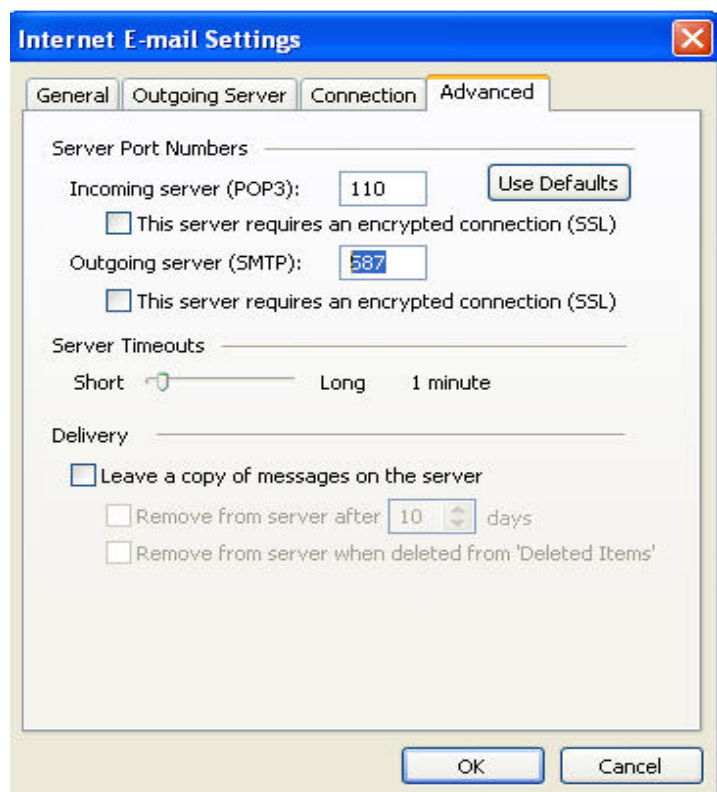 Internet E-mail Settings
General Outgoing Server Connection Advanced
Server Port Numbers
Incoming server (POP3): 110 Use Defaults
This server requires an encrypted connection (SSL)
Outgoing server (SMTP): 587
This server requires an encrypted connection (SSL)
Server Timeouts
Short Long 1 minute
Delivery
Leave a copy of messages on the server
Remove from server after 10 days
Remove from server when deleted from 'Deleted Items'
OK Cancel